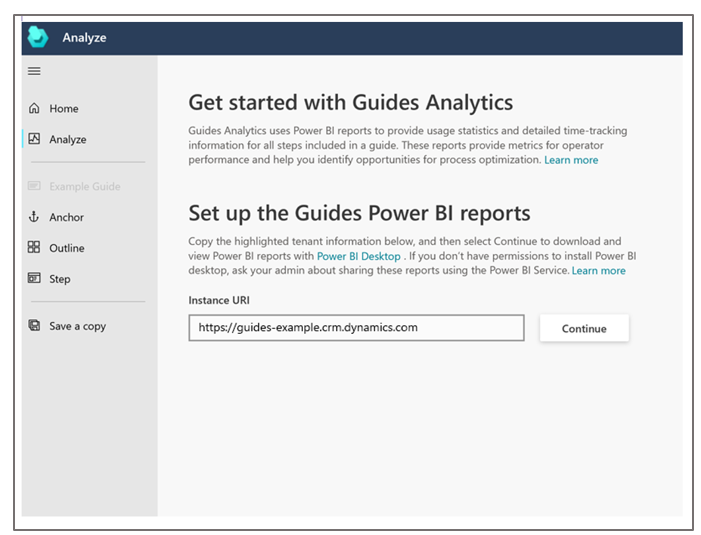 Analyze
Home
Analyze
Example Guide
Anchor
Outline
Step
Save a copy
Get started with Guides Analytics
Guides Analytics uses Power BI reports to provide usage statistics and detailed time-tracking
information for all steps included in a guide. These reports provide metrics for operator
performance and help you identify opportunities for process optimization. Learn more
Set up the Guides Power BI reports
Copy the highlighted tenant information below, and then select Continue to download and
view Power BI reports with Power BI Desktop . If you don't have permissions to install Power BI
desktop, ask your admin about sharing these reports using the Power BI Service. Learn more
Instance URI
https://guides-example.crm.dynamics.com
Continue